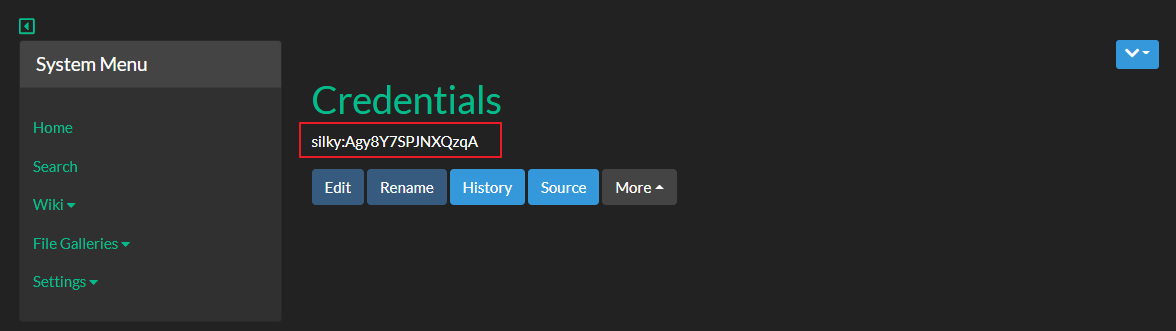 System Menu
Home
Search
Wiki
File Galleries
Settings
Credentials
silky:Agy8Y7SPJNXQzqA
Edit Rename History Source More